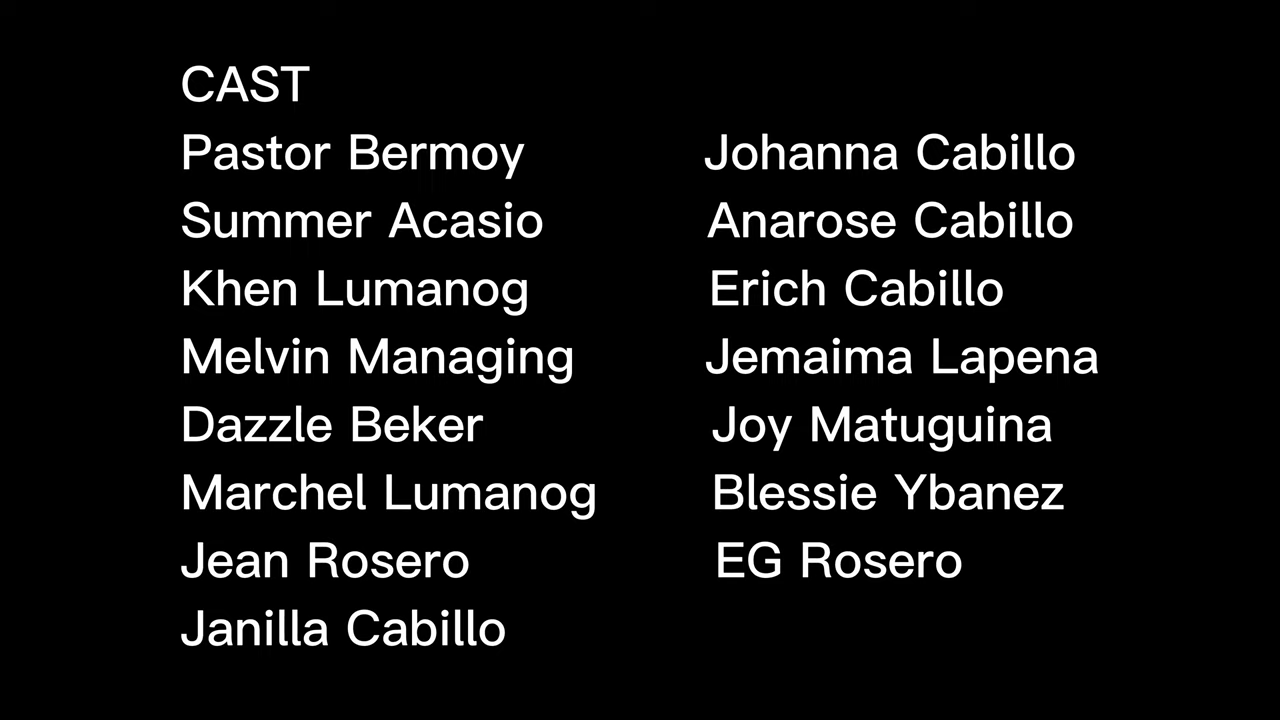 CAST
Pastor Bermoy
Summer Acasio
Khen Lumanog
Melvin Managing
Dazzle Beker
Marchel Lumanog
Jean Rosero
Janilla Cabillo
Johanna Cabillo
Anarose Cabillo
Erich Cabillo
Jemaima Lapena
Joy Matuguina
Blessie Ybanez
EG Rosero